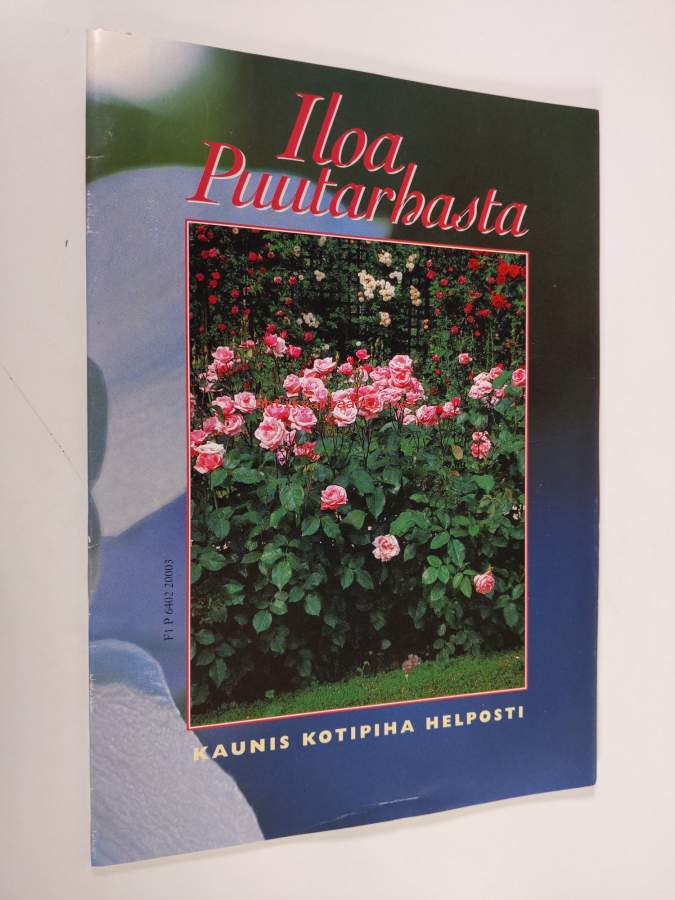 Iloa
Puutarhasta
KAUNIS KOTIPIHA HELPOSTI
FI P 6402 20003